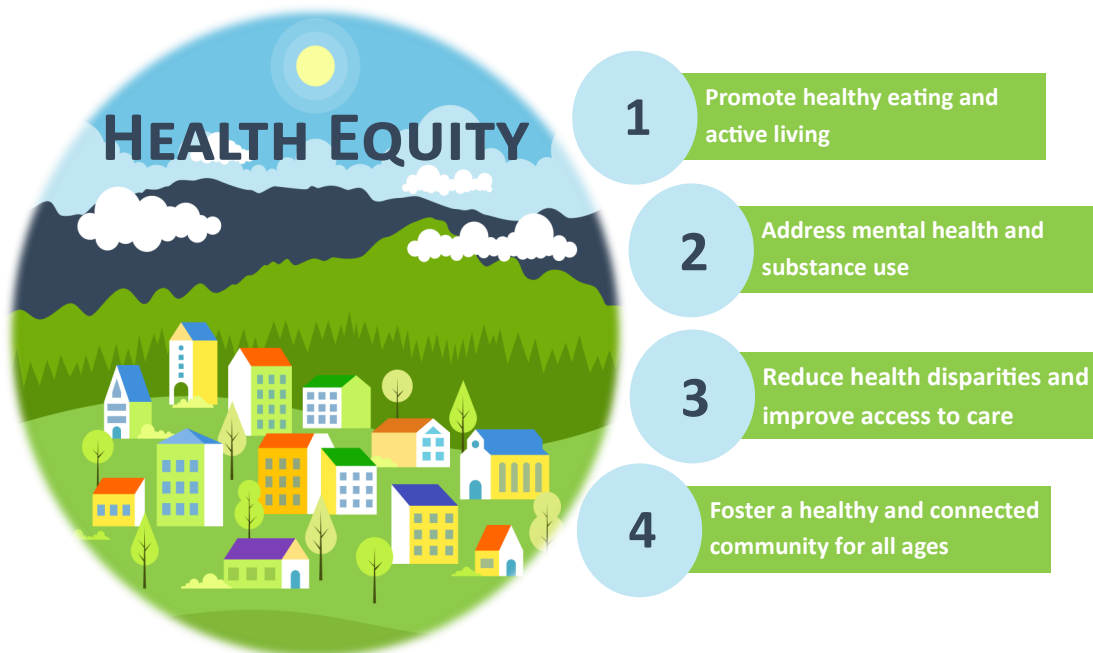 HEALTH EQUITY
1
Promote healthy eating and
active living
2
Address mental health and
substance use
3
Reduce health disparities and
improve access to care
4
Foster a healthy and connected
community for all ages